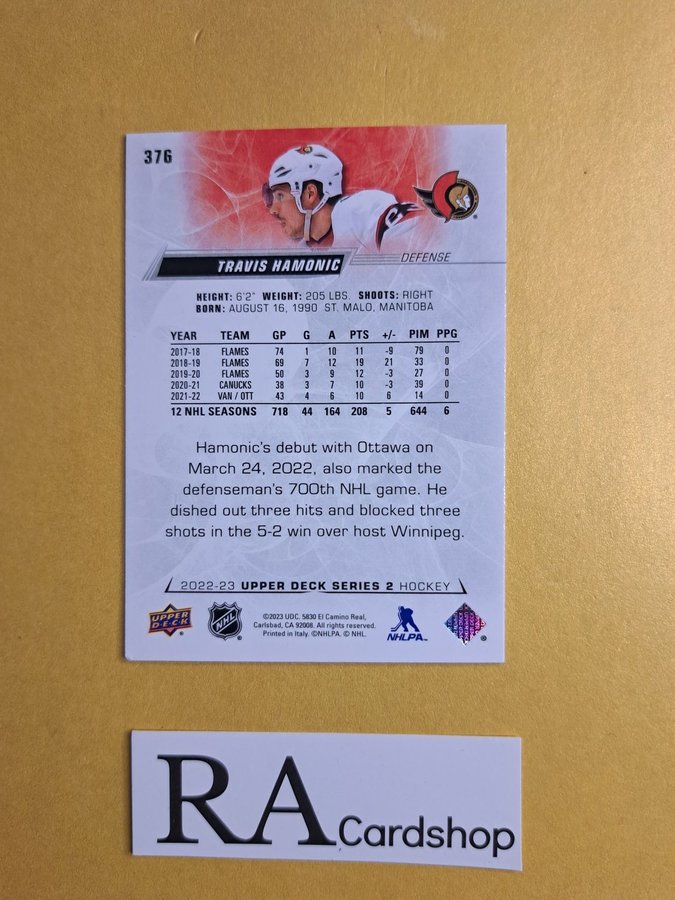 376
TRAVIS HAMONIC
DEFENSE
HEIGHT: 6'2" WEIGHT: 205 LBS. SHOOTS: RIGHT
BORN: AUGUST 16, 1990 ST. MALO, MANITOBA
YEAR TEAM GP G A PTS +/- PIM PPG
2017-18 FLAMES 74 1 10 11 -9 79 0
2018-19 FLAMES 69 7 12 19 21 33 0
2019-20 FLAMES 50 3 9 12 -3 27 0
2020-21 CANUCKS 38 3 7 10 -3 39 0
2021-22 VAN / OTT 43 4 6 10 6 14 0
12 NHL SEASONS 718 44 164 208 5 644 6
Hamonic's debut with Ottawa on
March 24, 2022, also marked the
defenseman's 700th NHL game. He
dished out three hits and blocked three
shots in the 5-2 win over host Winnipeg.
2022-23 UPPER DECK SERIES 2 HOCKEY
UPPER DECK
NHL
©2023 UDC. 5830 El Camino Real,
Carlsbad, CA 92008. All rights reserved.
Printed in Italy. ©NHLPA. © NHL.
NHLPA
RA Cardshop